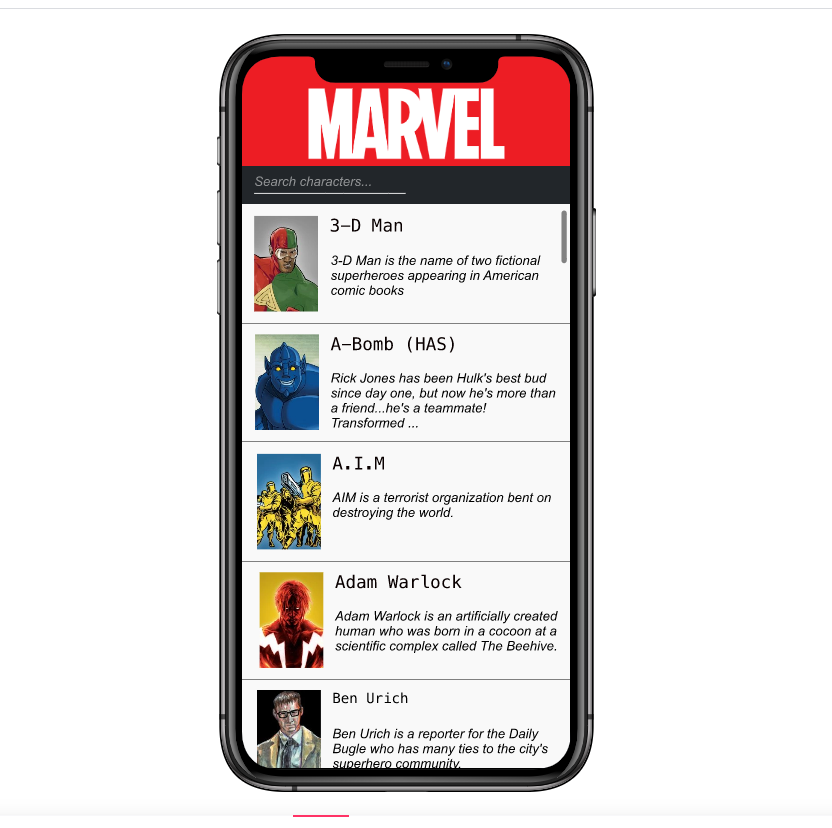 MARVEL
Search characters...
3-D Man
3-D Man is the name of two fictional
superheroes appearing in American
comic books
A-Bomb (HAS)
Rick Jones has been Hulk's best bud
since day one, but now he's more than
a friend...he's a teammate!
Transformed ...
A.I.M
AIM is a terrorist organization bent on
destroying the world.
Adam Warlock
Adam Warlock is an artificially created
human who was born in a cocoon at a
scientific complex called The Beehive.
Ben Urich
Ben Urich is a reporter for the Daily
Bugle who has many ties to the city's
superhero community.